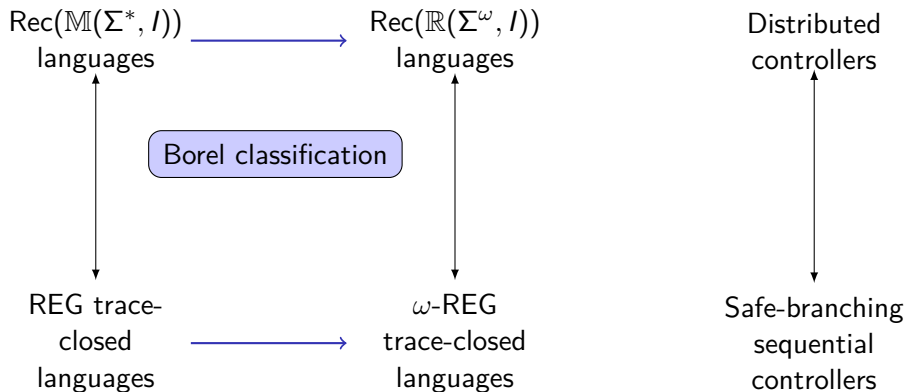 Rec(𝕄(Σ*, I))
languages
Rec(ℝ(Σ^ω, I))
languages
Distributed
controllers
Borel classification
REG trace-
closed
languages
ω-REG
trace-closed
languages
Safe-branching
sequential
controllers